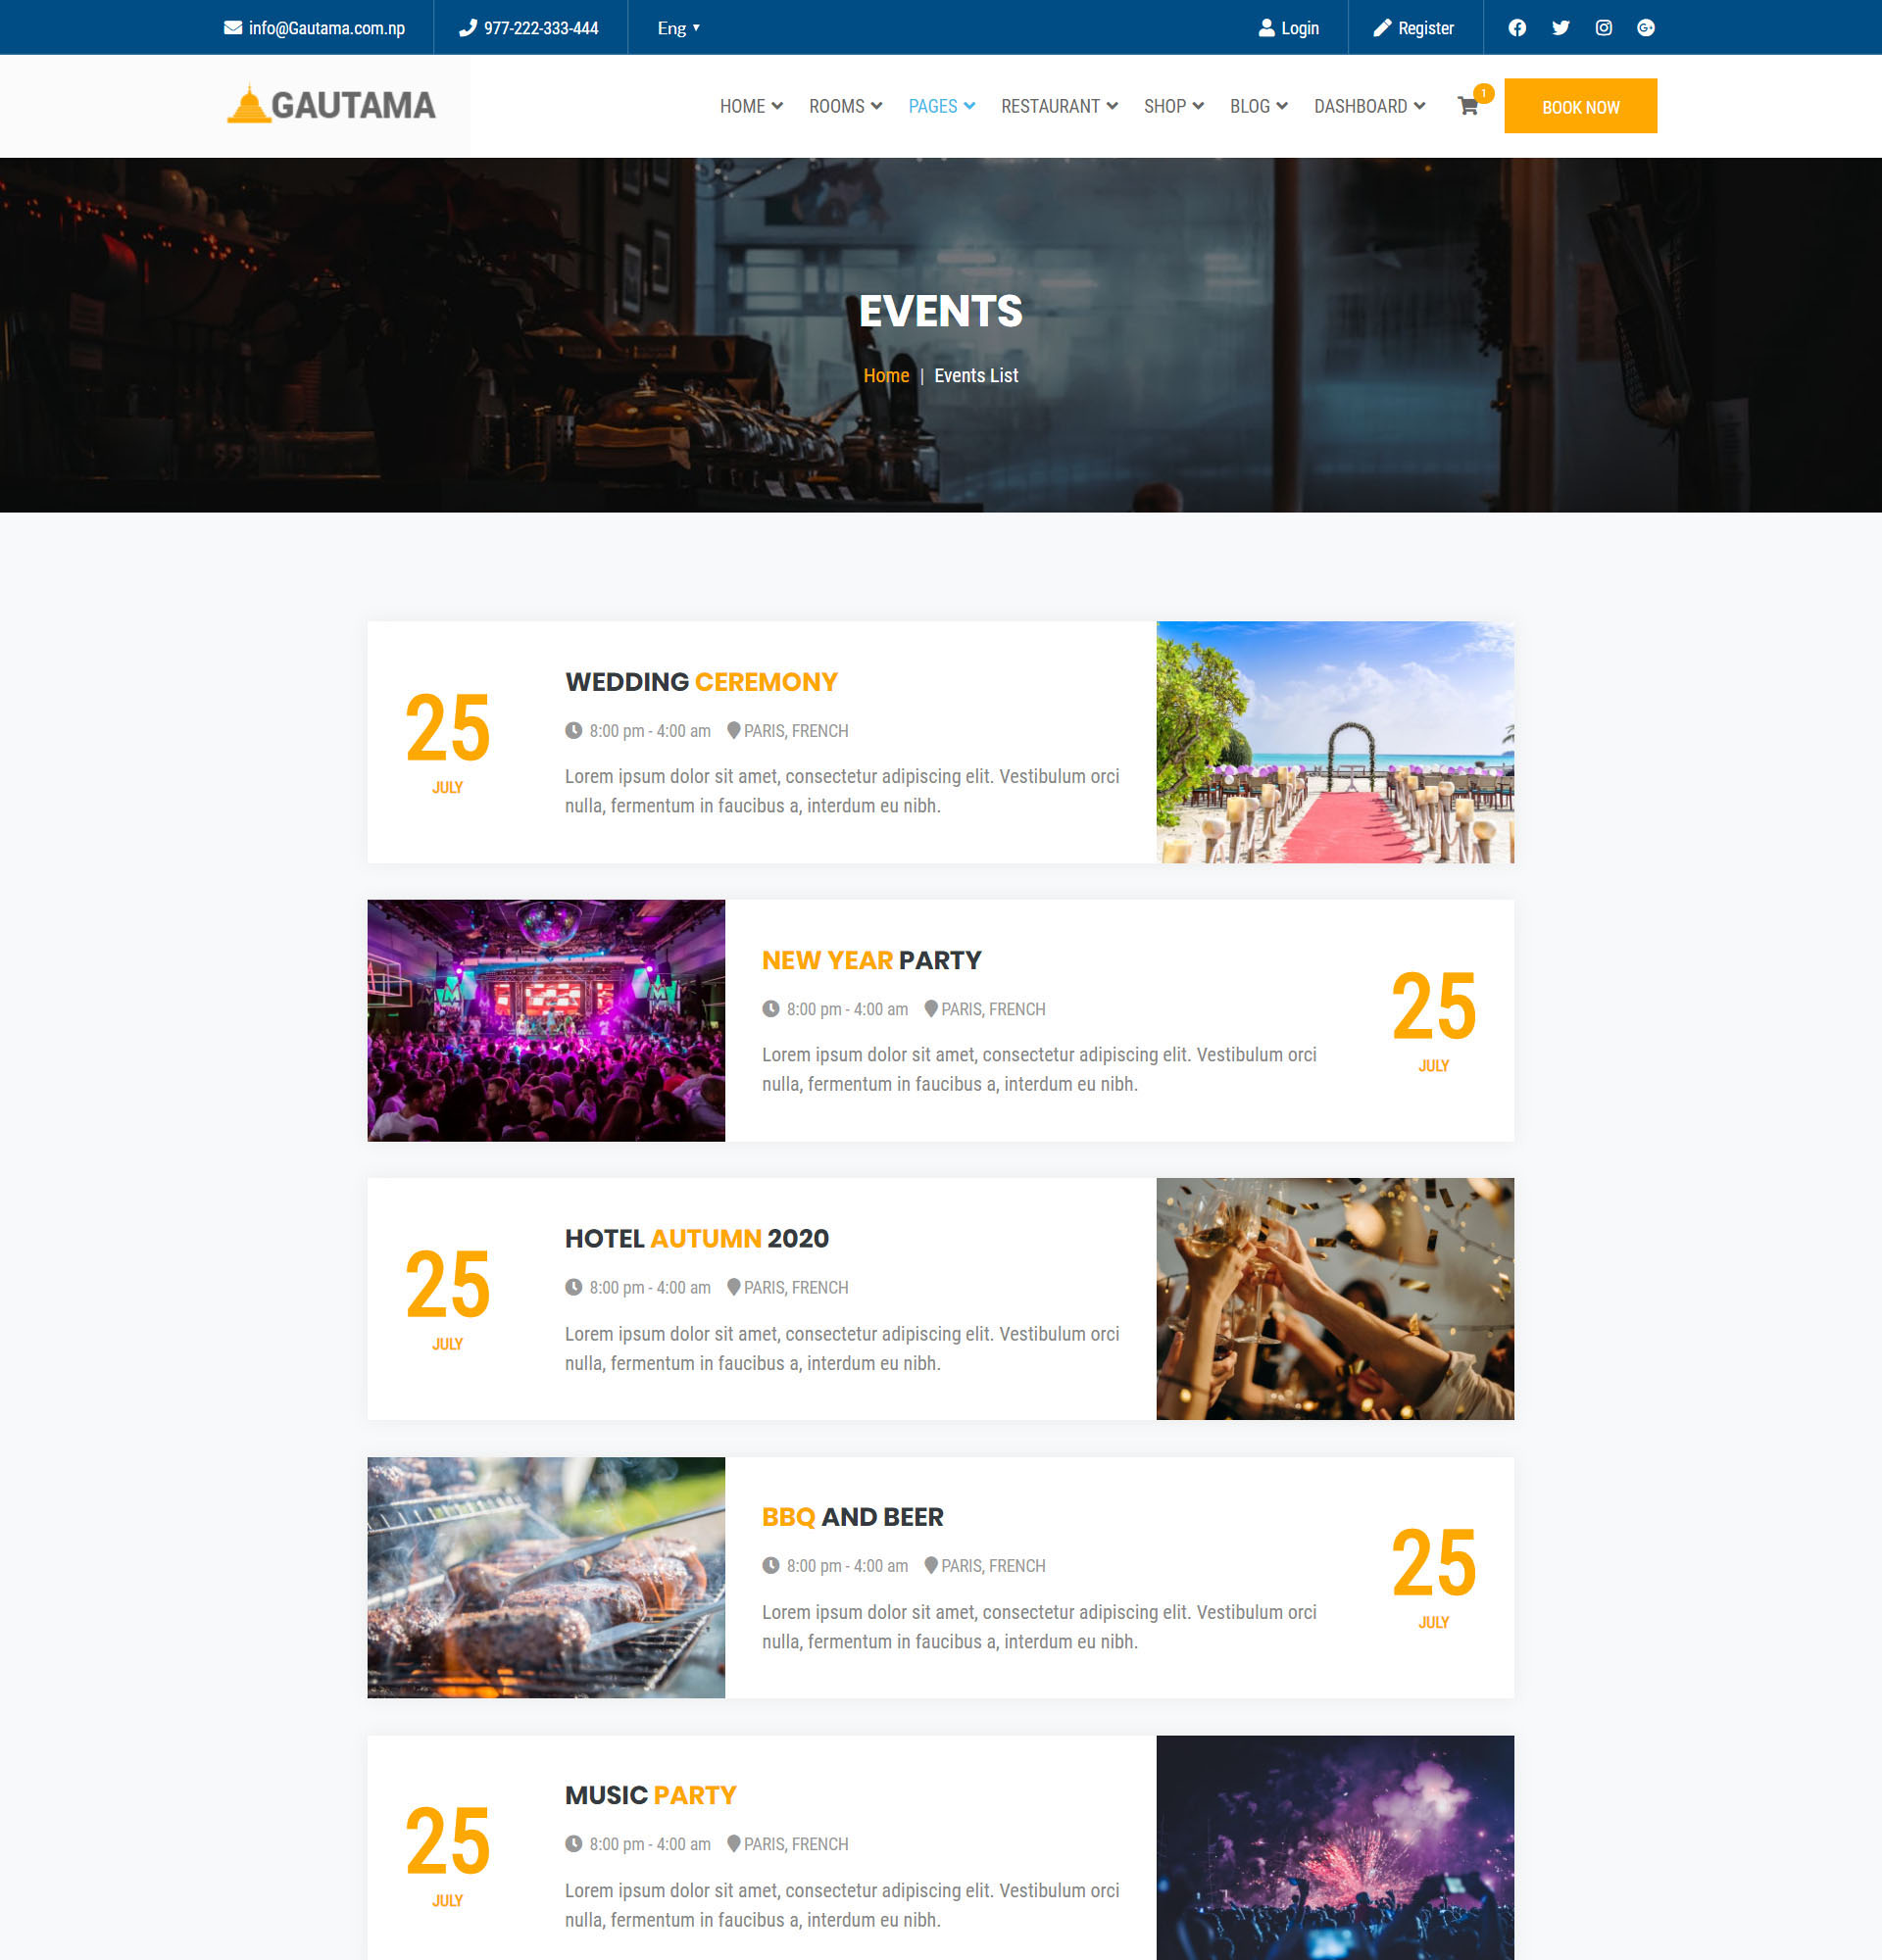 info@Gautama.com.np 977-222-333-444 Eng Login Register
GAUTAMA HOME ROOMS PAGES RESTAURANT SHOP BLOG DASHBOARD 1 BOOK NOW
EVENTS
Home | Events List
25
JULY
WEDDING CEREMONY
8:00 pm - 4:00 am PARIS, FRENCH
Lorem ipsum dolor sit amet, consectetur adipiscing elit. Vestibulum orci
nulla, fermentum in faucibus a, interdum eu nibh.
NEW YEAR PARTY
8:00 pm - 4:00 am PARIS, FRENCH
Lorem ipsum dolor sit amet, consectetur adipiscing elit. Vestibulum orci
nulla, fermentum in faucibus a, interdum eu nibh.
25
JULY
25
JULY
HOTEL AUTUMN 2020
8:00 pm - 4:00 am PARIS, FRENCH
Lorem ipsum dolor sit amet, consectetur adipiscing elit. Vestibulum orci
nulla, fermentum in faucibus a, interdum eu nibh.
BBQ AND BEER
8:00 pm - 4:00 am PARIS, FRENCH
Lorem ipsum dolor sit amet, consectetur adipiscing elit. Vestibulum orci
nulla, fermentum in faucibus a, interdum eu nibh.
25
JULY
25
JULY
MUSIC PARTY
8:00 pm - 4:00 am PARIS, FRENCH
Lorem ipsum dolor sit amet, consectetur adipiscing elit. Vestibulum orci
nulla, fermentum in faucibus a, interdum eu nibh.